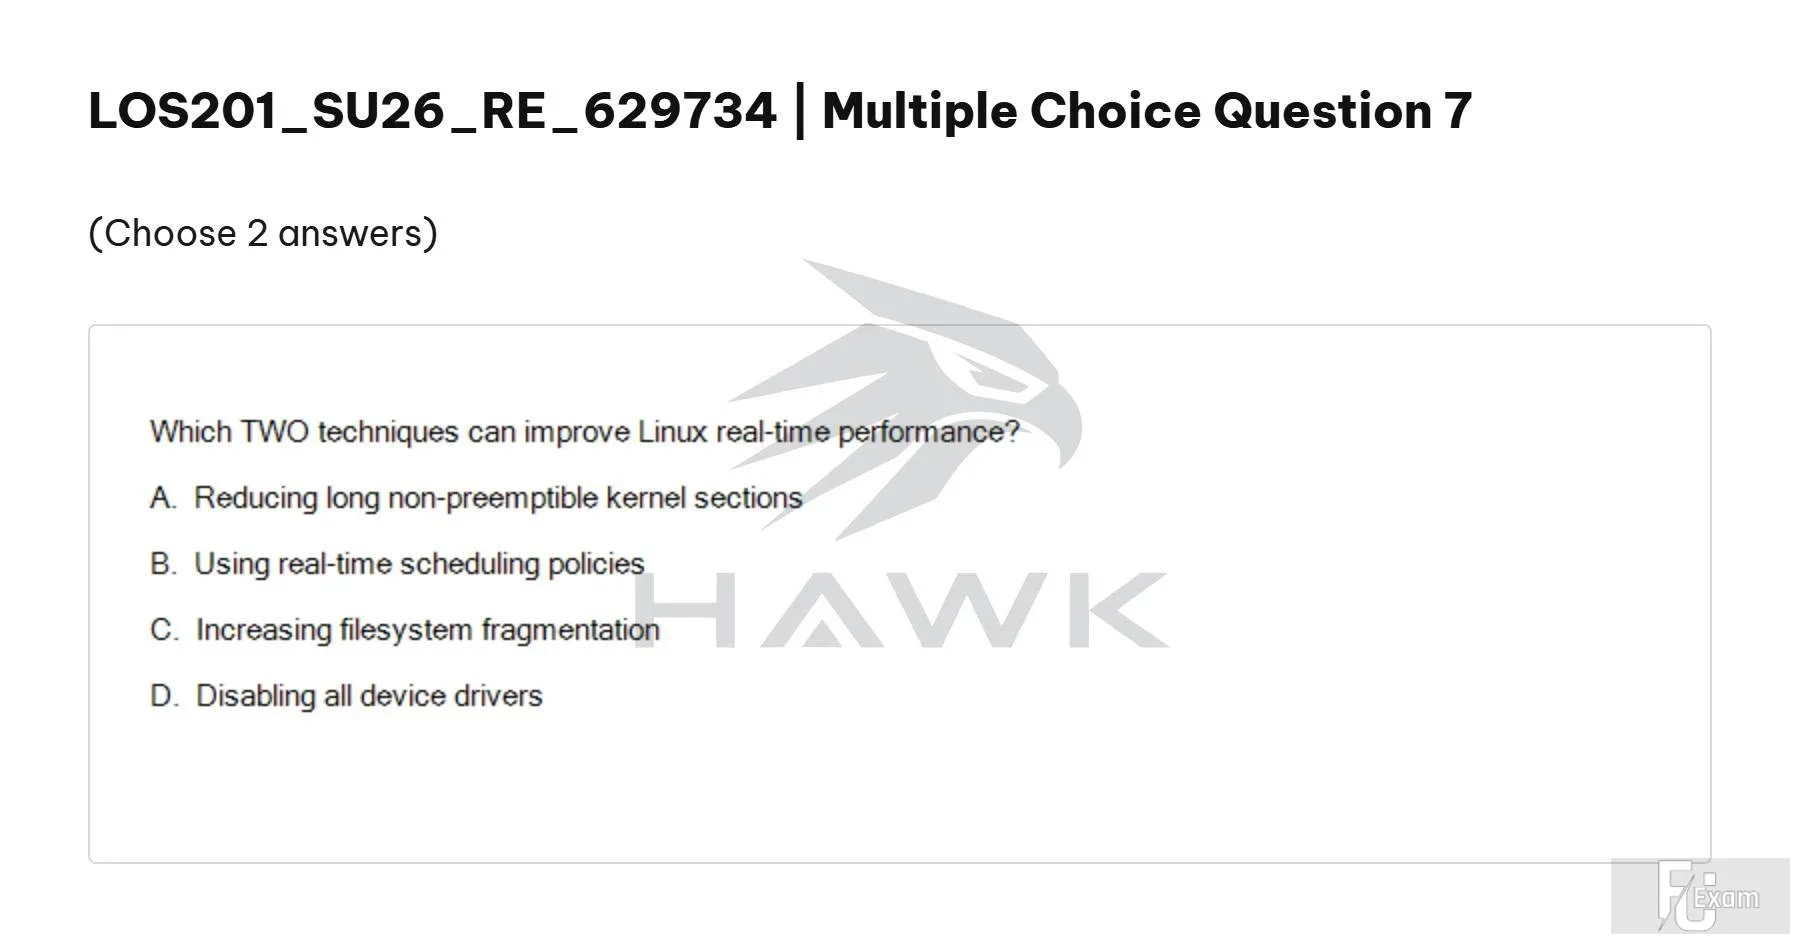 LOS201_SU26_RE_629734 | Multiple Choice Question 7
(Choose 2 answers)
Which TWO techniques can improve Linux real-time performance?
A. Reducing long non-preemptible kernel sections
B. Using real-time scheduling policies
C. Increasing filesystem fragmentation
D. Disabling all device drivers
HAWK
FU Exam